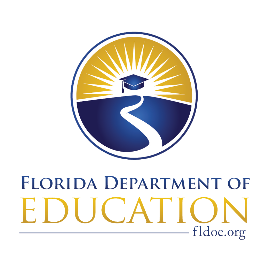 FLORIDA DEPARTMENT OF
EDUCATION
fldoe.org